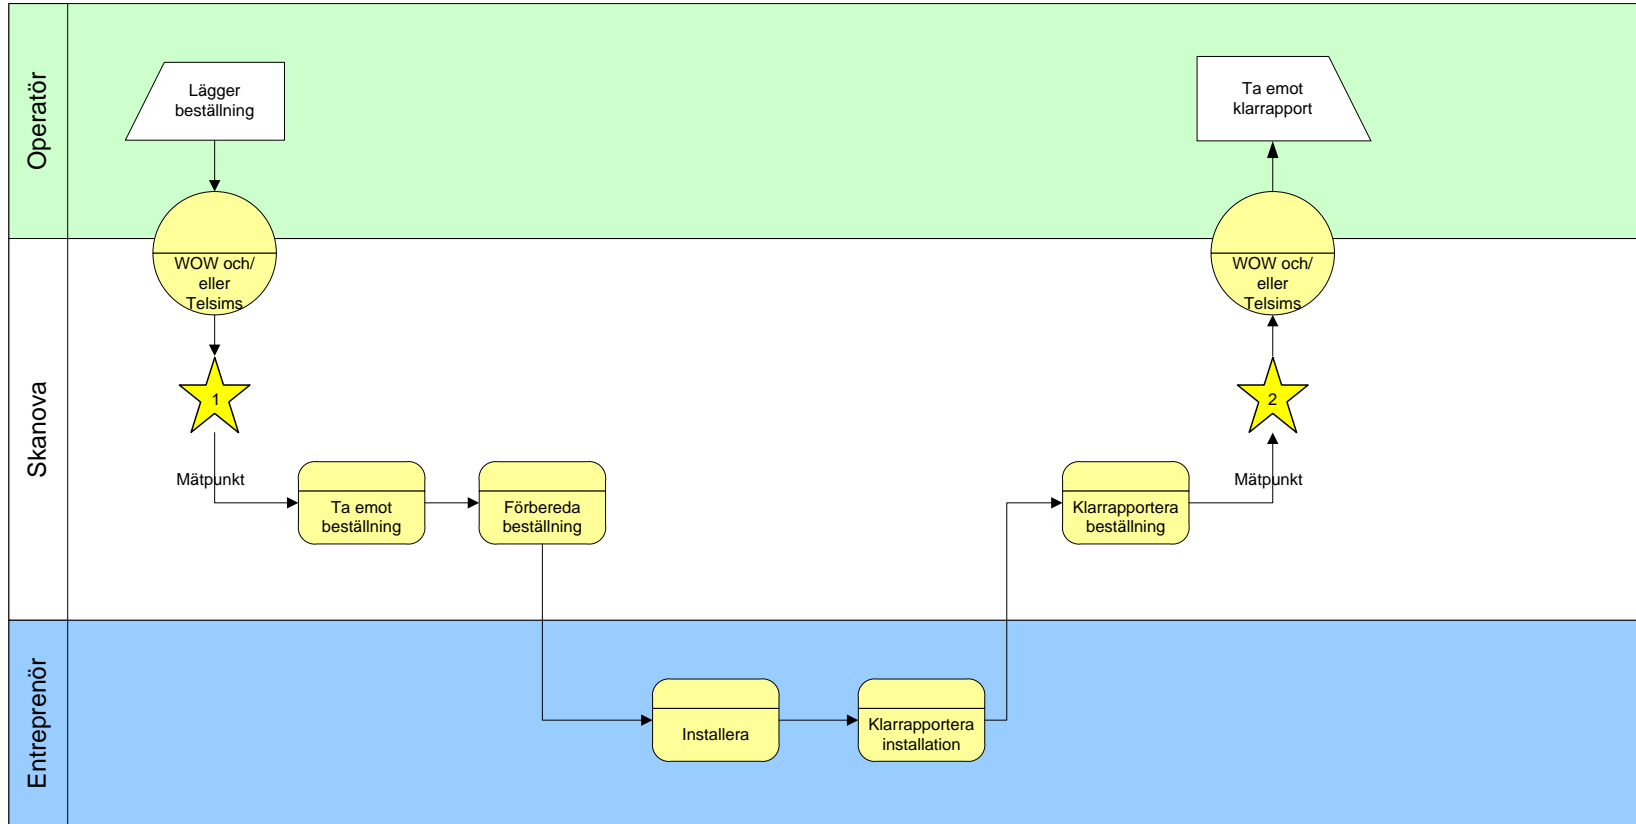 Operatör
Lägger
beställning
Ta emot
klarrapport
WOW och/
eller
Telsims
WOW och/
eller
Telsims
Skanova
1
2
Mätpunkt
Mätpunkt
Ta emot
beställning
Förbereda
beställning
Klarrapportera
beställning
Entreprenör
Installera
Klarrapportera
installation